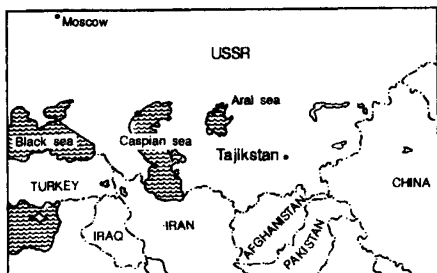 Moscow
USSR
Aral sea
Black sea
Caspian sea
Tajikstan
TURKEY
CHINA
IRAQ
IRAN
AFGHANISTAN
PAKISTAN